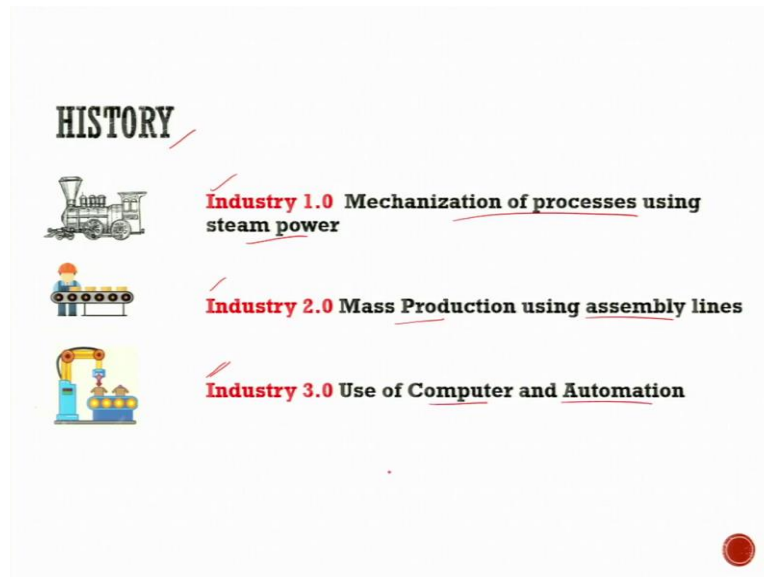 HISTORY
Industry 1.0 Mechanization of processes using
steam power
Industry 2.0 Mass Production using assembly lines
Industry 3.0 Use of Computer and Automation